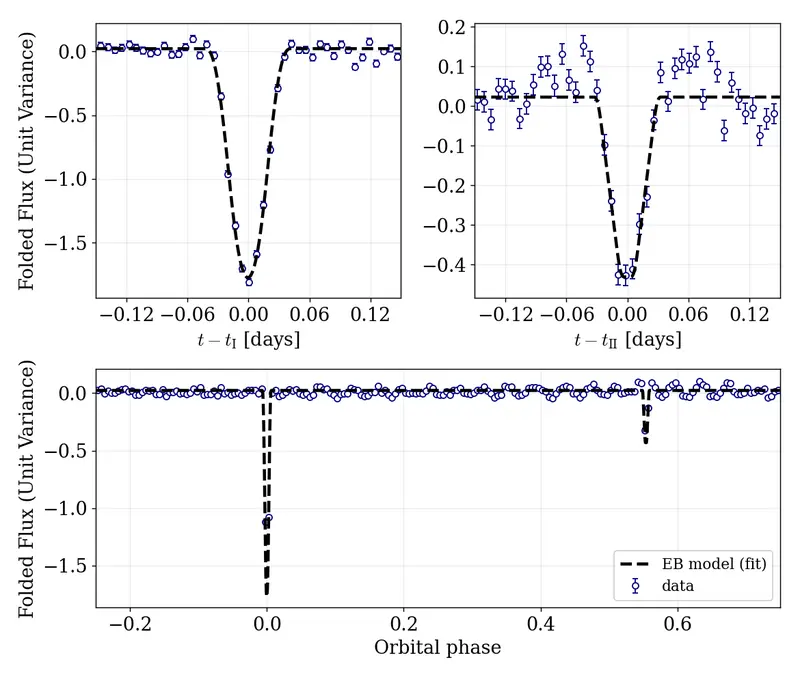 Folded Flux (Unit Variance)
0.0
−0.5
−1.0
−1.5
−0.12 −0.06 0.00 0.06 0.12
t − t_I [days]
0.2
0.1
0.0
−0.1
−0.2
−0.3
−0.4
−0.12 −0.06 0.00 0.06 0.12
t − t_II [days]
Folded Flux (Unit Variance)
0.0
−0.5
−1.0
−1.5
−0.2 0.0 0.2 0.4 0.6
Orbital phase
EB model (fit)
data